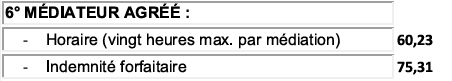 6° MÉDIATEUR AGRÉÉ :
- Horaire (vingt heures max. par médiation) 60,23
- Indemnité forfaitaire 75,31